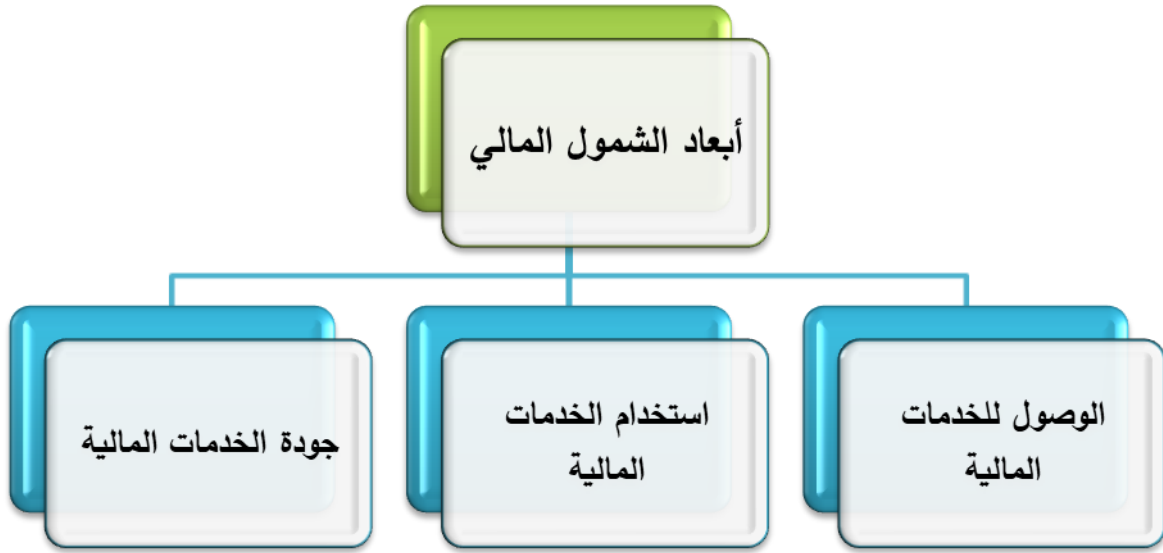 أبعاد الشمول المالي
الوصول للخدمات
المالية
استخدام الخدمات
المالية
جودة الخدمات المالية